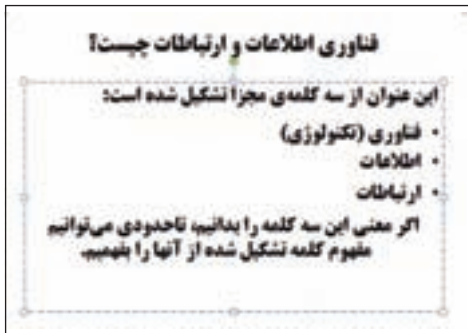 فناوری اطلاعات و ارتباطات چیست؟
این عنوان از سه کلمه‌ی مجزا تشکیل شده است:
• فناوری (تکنولوژی)
• اطلاعات
• ارتباطات
اگر معنی این سه کلمه را بدانیم، تاحدودی می‌توانیم
مفهوم کلمه تشکیل شده از آنها را بفهمیم.